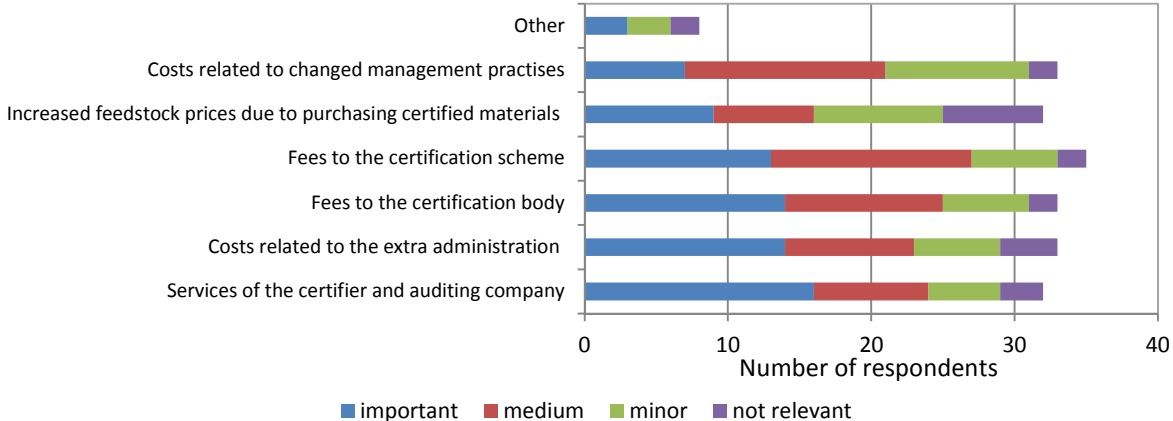 Other
Costs related to changed management practises
Increased feedstock prices due to purchasing certified materials
Fees to the certification scheme
Fees to the certification body
Costs related to the extra administration
Services of the certifier and auditing company
0 10 20 30 40
Number of respondents
important medium minor not relevant